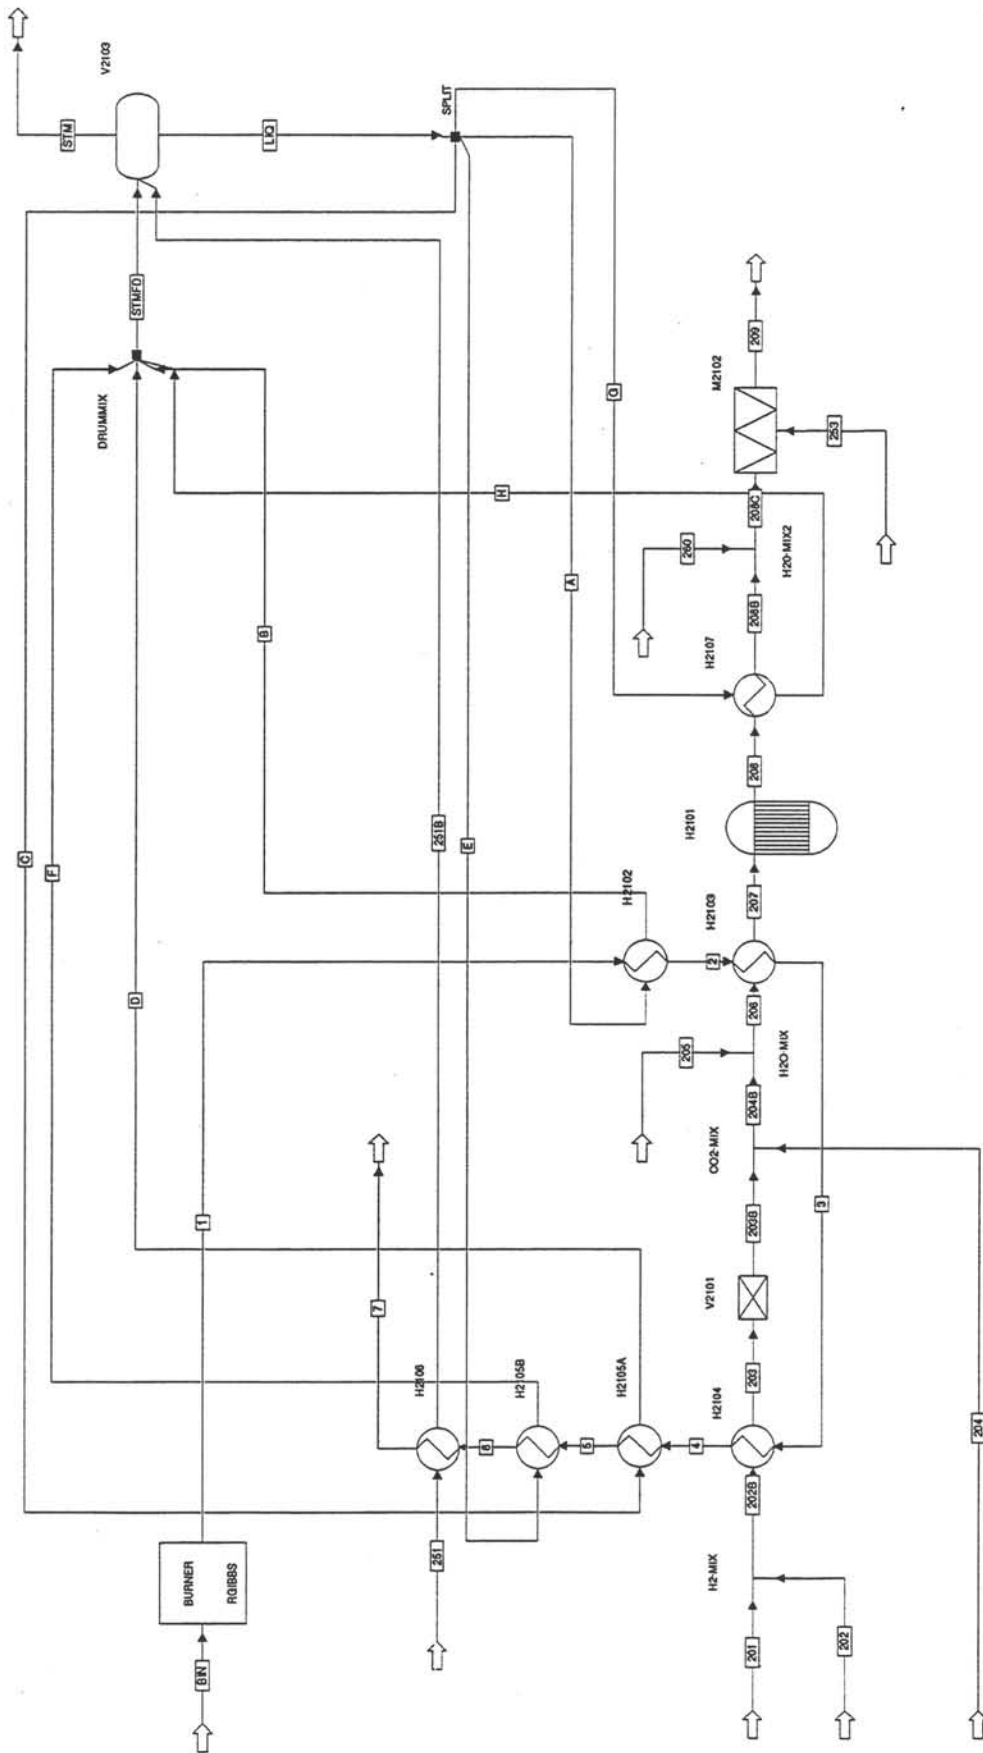 STM
V2103
LIQ
SPLIT
STMFD
DRUMMIX
C
F
D
B
251B
E
A
G
H
1
BIN
BURNER
RGIBBS
7
H2106
H2105B
H2105A
6
5
4
251
H2102
2
H2103
3
H2104
H2-MIX
201
202
202B
203
V2101
203B
204
OO2-MIX
204B
205
H2O-MIX
206
207
H2101
208
H2107
208B
260
H20-MIX2
208C
M2102
253
209